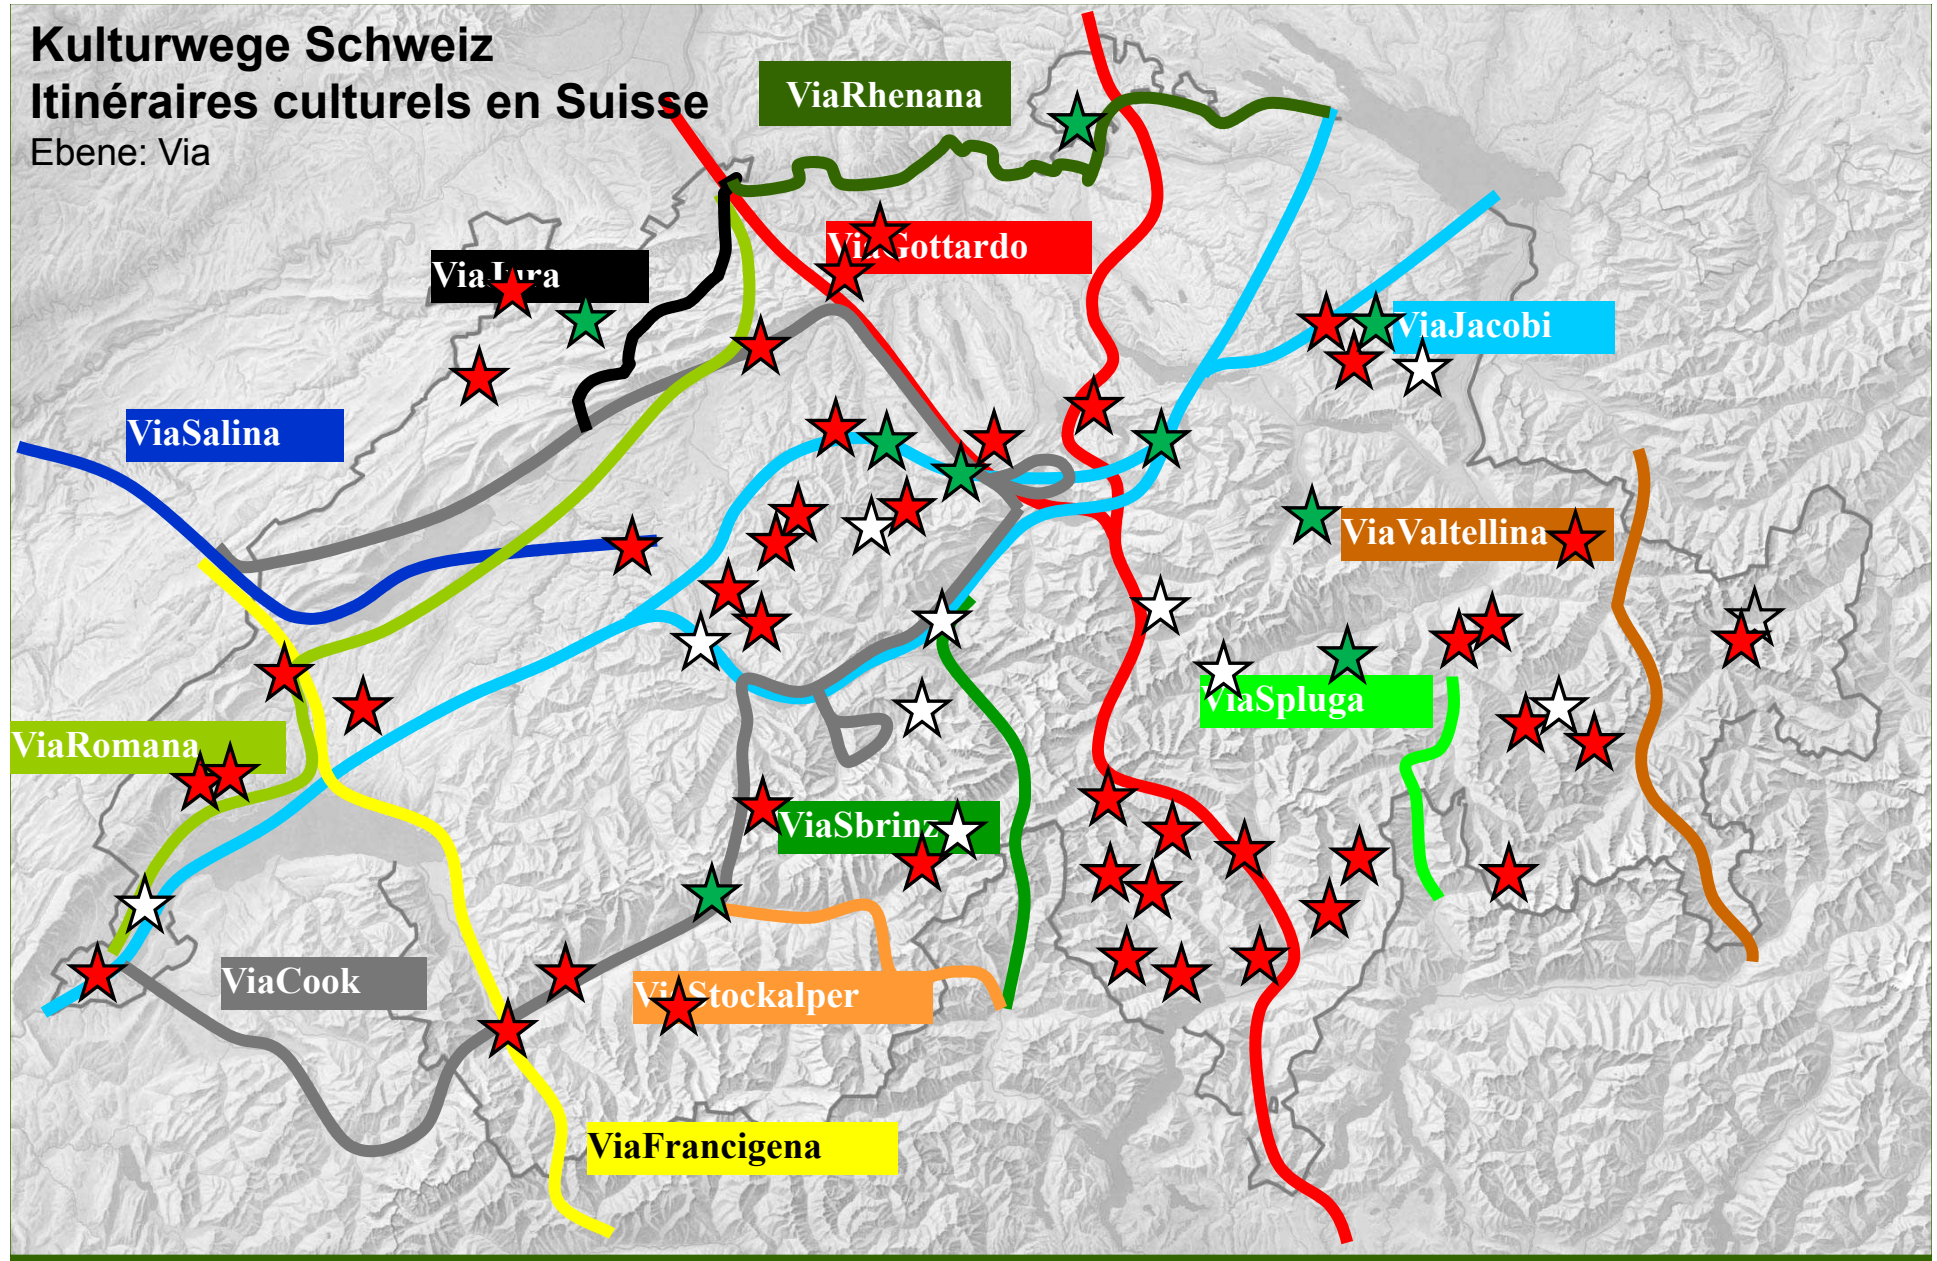 Kulturwege Schweiz
Itinéraires culturels en Suisse
Ebene: Via
ViaRhenana
ViaGottardo
ViaJura
ViaJacobi
ViaSalina
ViaValtellina
ViaSpluga
ViaRomana
ViaSbrinz
ViaCook
ViaStockalper
ViaFrancigena